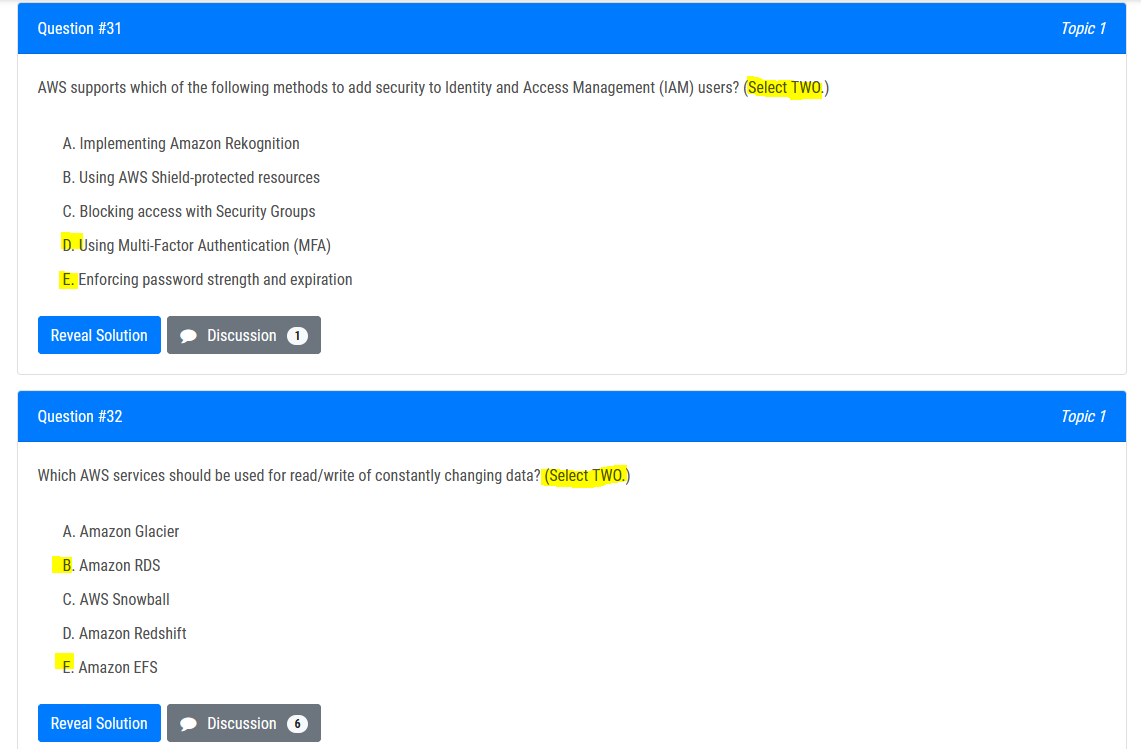 Question #31 Topic 1
AWS supports which of the following methods to add security to Identity and Access Management (IAM) users? (Select TWO.)
A. Implementing Amazon Rekognition
B. Using AWS Shield-protected resources
C. Blocking access with Security Groups
D. Using Multi-Factor Authentication (MFA)
E. Enforcing password strength and expiration
Reveal Solution Discussion 1
Question #32 Topic 1
Which AWS services should be used for read/write of constantly changing data? (Select TWO.)
A. Amazon Glacier
B. Amazon RDS
C. AWS Snowball
D. Amazon Redshift
E. Amazon EFS
Reveal Solution Discussion 6